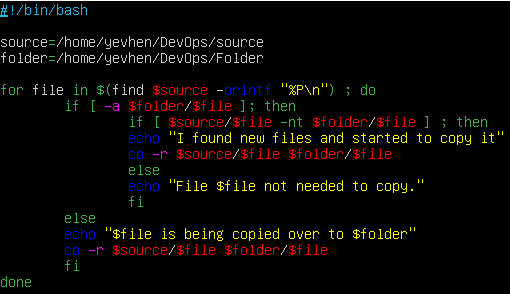 #!/bin/bash
source=/home/yevhen/DevOps/source
folder=/home/yevhen/DevOps/Folder
for file in $(find $source -printf "%P\n") ; do
if [ -a $folder/$file ]; then
if [ $source/$file -nt $folder/$file ] ; then
echo "I found new files and started to copy it"
cp -r $source/$file $folder/$file
else
echo "File $file not needed to copy."
fi
else
echo "$file is being copied over to $folder"
cp -r $source/$file $folder/$file
fi
done